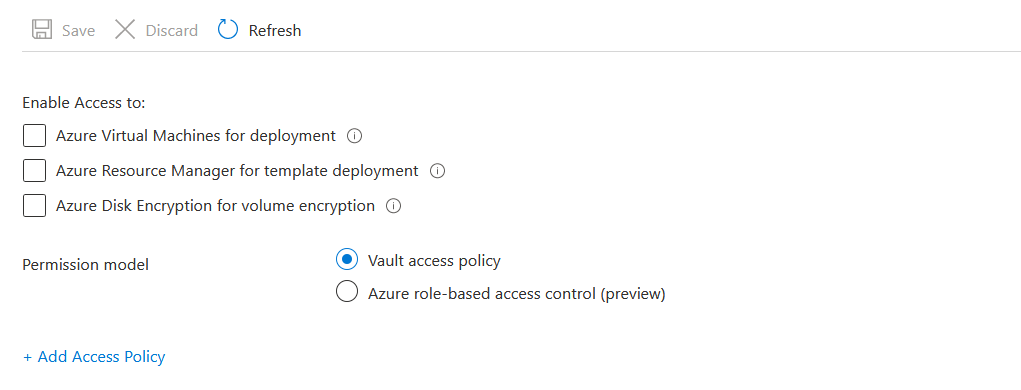 Save Discard Refresh
Enable Access to:
Azure Virtual Machines for deployment
Azure Resource Manager for template deployment
Azure Disk Encryption for volume encryption
Permission model Vault access policy
Azure role-based access control (preview)
+ Add Access Policy